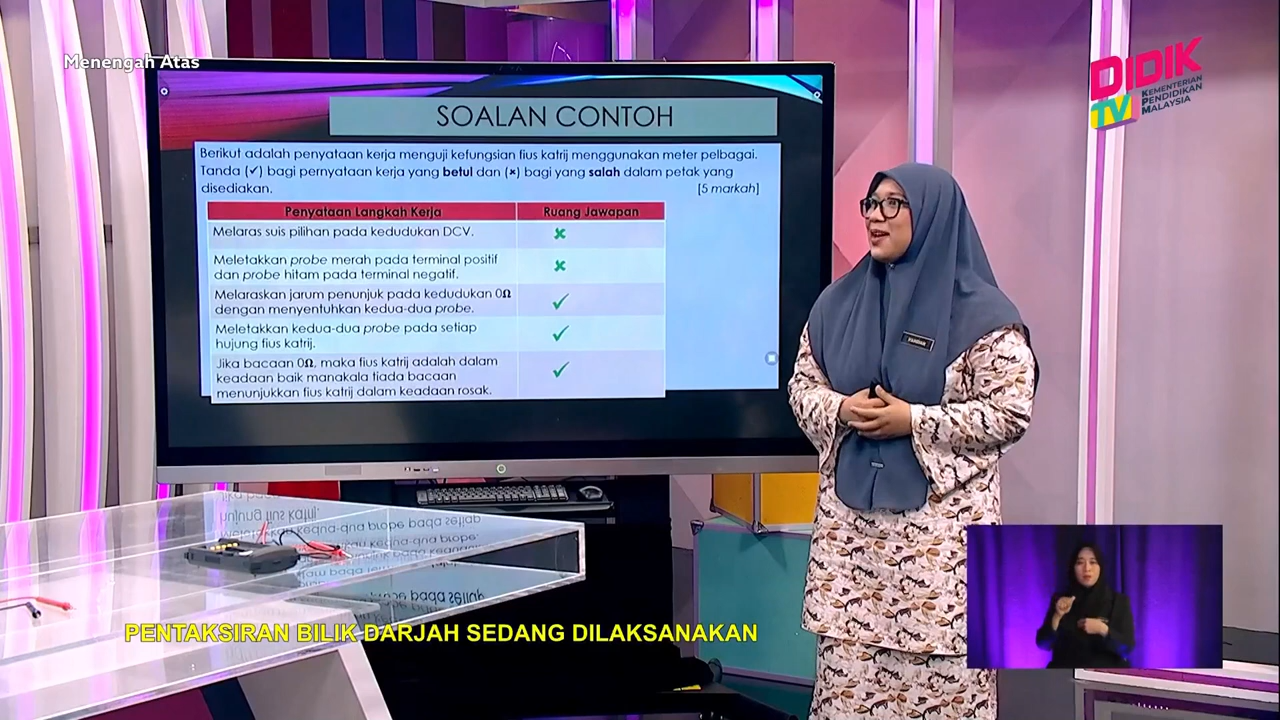 Menengah Atas
DIDIK
TV
KEMENTERIAN
PENDIDIKAN
MALAYSIA
SOALAN CONTOH
Berikut adalah penyataan kerja menguji kefungsian fius katrij menggunakan meter pelbagai.
Tanda (✓) bagi pernyataan kerja yang betul dan (×) bagi yang salah dalam petak yang
disediakan. [5 markah]
Penyataan Langkah Kerja Ruang Jawapan
Melaras suis pilihan pada kedudukan DCV. ×
Meletakkan probe merah pada terminal positif
dan probe hitam pada terminal negatif. ×
Melaraskan jarum penunjuk pada kedudukan 0Ω
dengan menyentuhkan kedua-dua probe. ✓
Meletakkan kedua-dua probe pada setiap
hujung fius katrij. ✓
Jika bacaan 0Ω, maka fius katrij adalah dalam
keadaan baik manakala tiada bacaan
menunjukkan fius katrij dalam keadaan rosak. ✓
PENTAKSIRAN BILIK DARJAH SEDANG DILAKSANAKAN